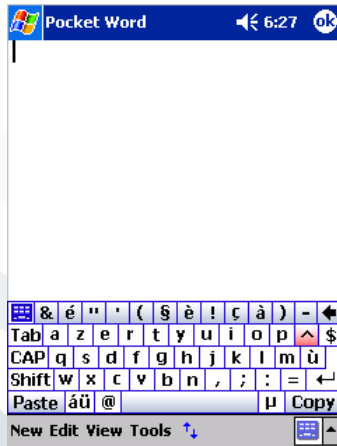 Pocket Word 6:27 ok
& é " ' ( § è ! ç à ) -
Tab a z e r t y u i o p ^ $
CAP q s d f g h j k l m ù
Shift w x c v b n , ; : =
Paste áü @ µ Copy
New Edit View Tools